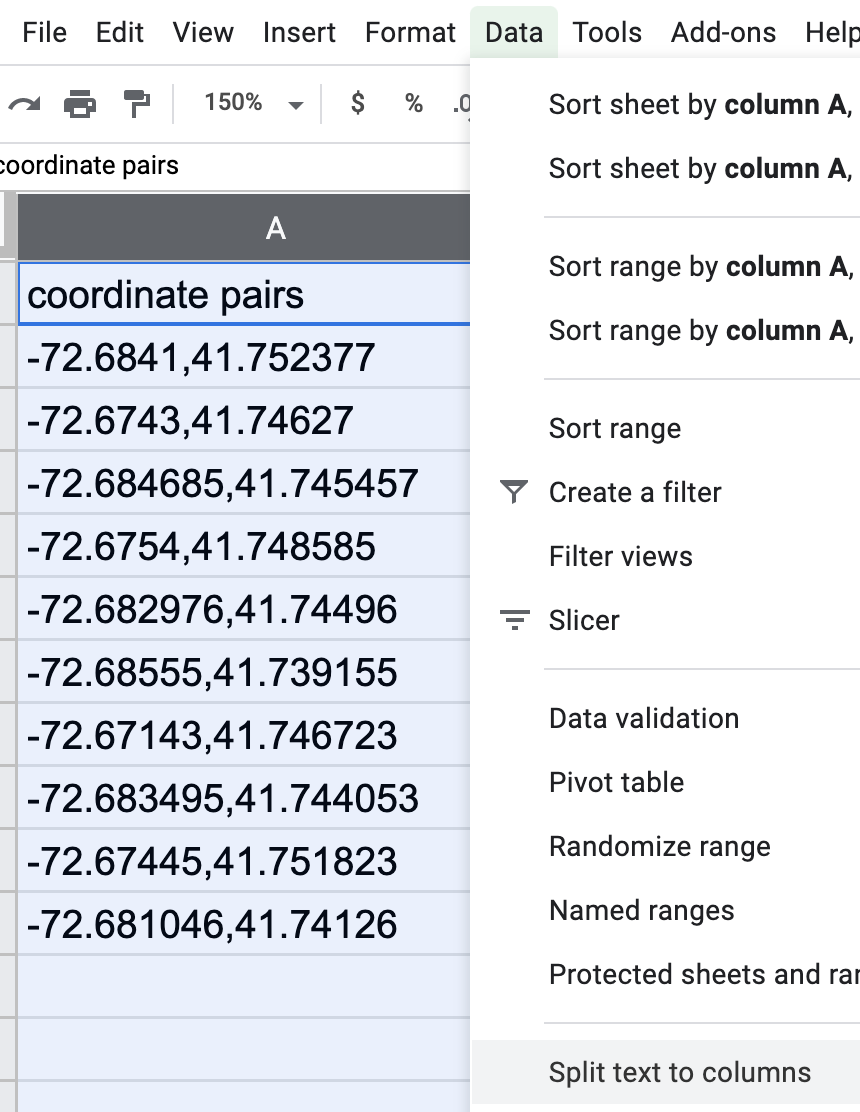 File Edit View Insert Format Data Tools Add-ons Help
150% $ % .0
coordinate pairs
A
coordinate pairs
-72.6841,41.752377
-72.6743,41.74627
-72.684685,41.745457
-72.6754,41.748585
-72.682976,41.74496
-72.68555,41.739155
-72.67143,41.746723
-72.683495,41.744053
-72.67445,41.751823
-72.681046,41.74126
Sort sheet by column A,
Sort sheet by column A,
Sort range by column A,
Sort range by column A,
Sort range
Create a filter
Filter views
Slicer
Data validation
Pivot table
Randomize range
Named ranges
Protected sheets and ran
Split text to columns